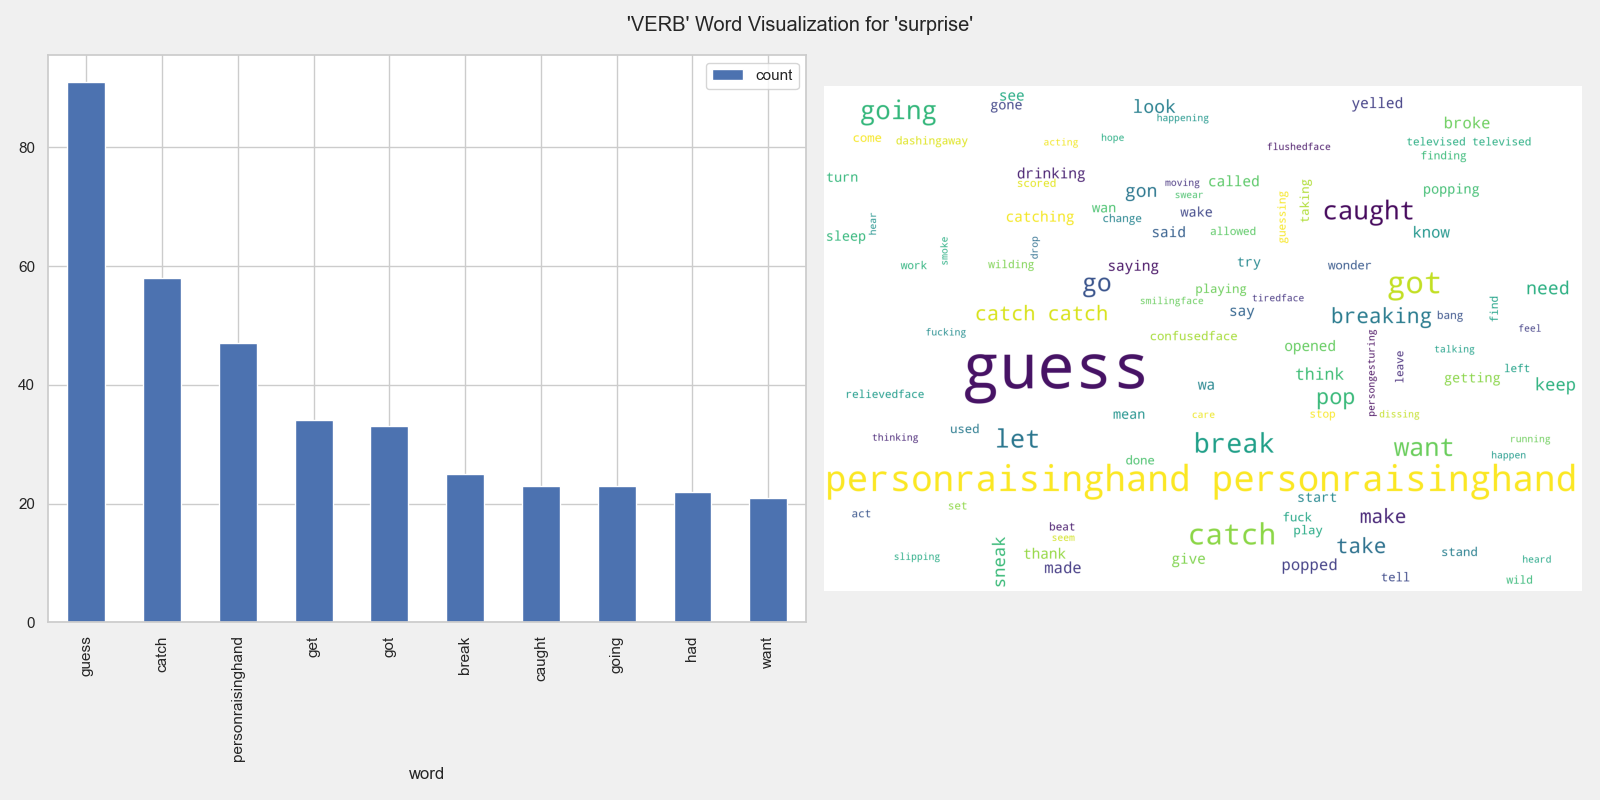 'VERB' Word Visualization for 'surprise'
count
80
60
40
20
0
guess
catch
personraisinghand
get
got
break
caught
going
had
want
word
see
going
gone
look
yelled
happening
broke
come
dashingaway
acting
hope
flushedface
televised televised
finding
turn
drinking
scored
gon
moving
swear
called
guessing
taking
popping
catching
wan
change
wake
caught
hear
sleep
smoke
drop
said
allowed
know
work
wilding
saying
try
wonder
go
playing
got
need
smilingface
tiredface
find
catch catch
say
breaking
bang
feel
fucking
confusedface
guess
opened
persongesturing
leave
talking
think
getting
left
relievedface
wa
pop
keep
mean
care
stop
dissing
thinking
used
let
break
want
running
happen
done
personraisinghand personraisinghand
start
set
act
fuck
make
beat
play
seem
catch
sneak
slipping
thank
made
give
take
popped
stand
heard
tell
wild